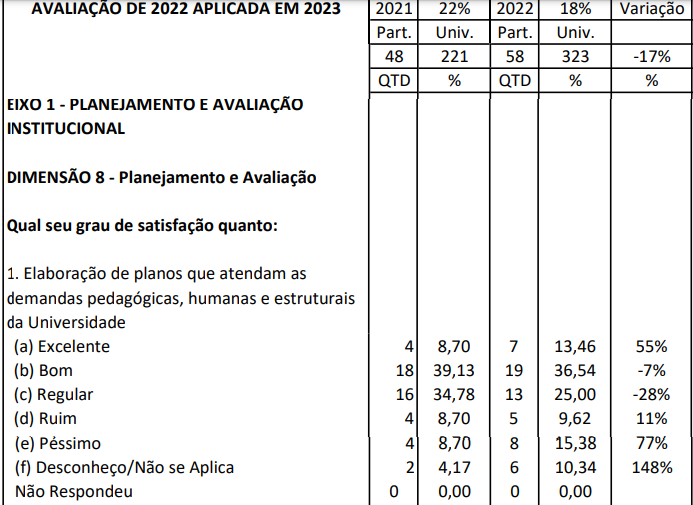 AVALIAÇÃO DE 2022 APLICADA EM 2023 2021 22% 2022 18% Variação
Part. Univ. Part. Univ.
48 221 58 323 -17%
QTD % QTD % %
EIXO 1 - PLANEJAMENTO E AVALIAÇÃO
INSTITUCIONAL
DIMENSÃO 8 - Planejamento e Avaliação
Qual seu grau de satisfação quanto:
1. Elaboração de planos que atendam as
demandas pedagógicas, humanas e estruturais
da Universidade
(a) Excelente 4 8,70 7 13,46 55%
(b) Bom 18 39,13 19 36,54 -7%
(c) Regular 16 34,78 13 25,00 -28%
(d) Ruim 4 8,70 5 9,62 11%
(e) Péssimo 4 8,70 8 15,38 77%
(f) Desconheço/Não se Aplica 2 4,17 6 10,34 148%
Não Respondeu 0 0,00 0 0,00